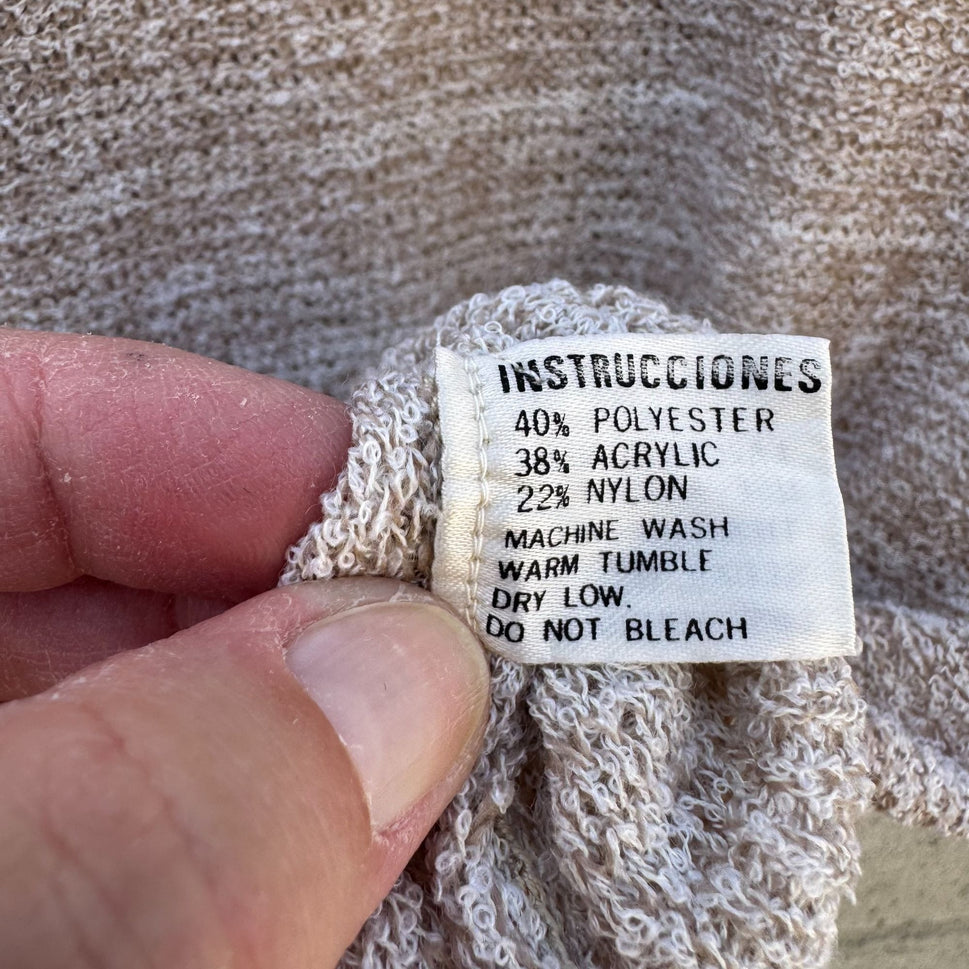 INSTRUCCIONES
40% POLYESTER
38% ACRYLIC
22% NYLON
MACHINE WASH
WARM TUMBLE
DRY LOW.
DO NOT BLEACH